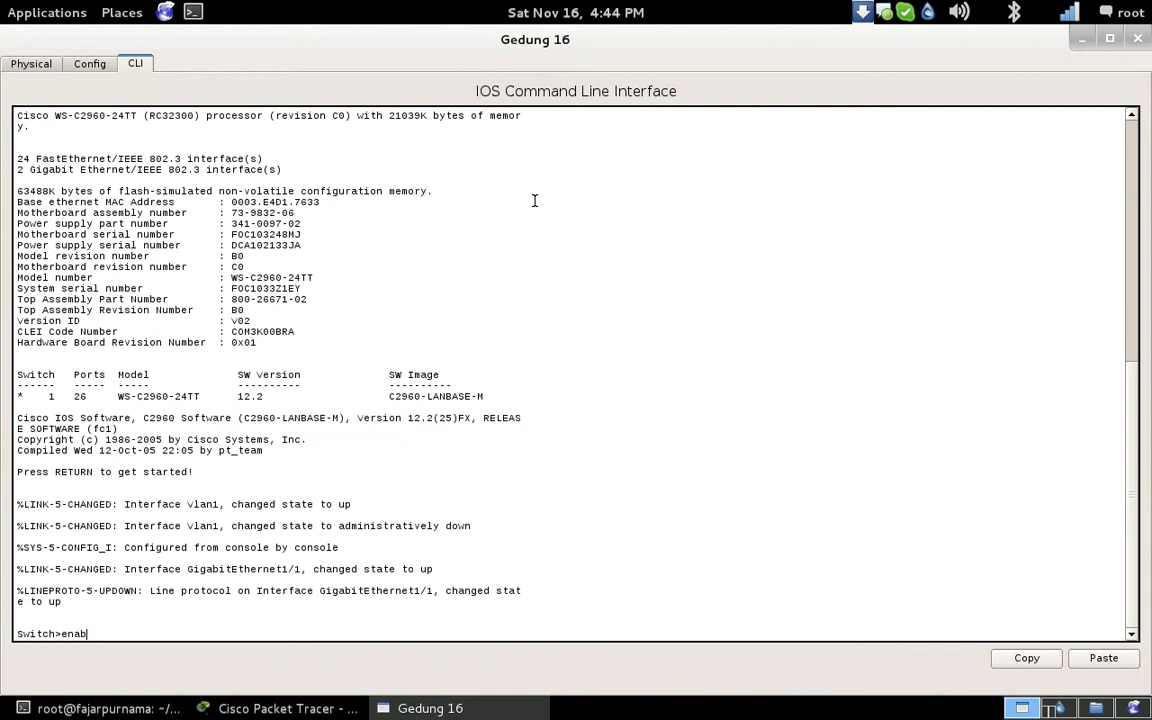 Applications Places Sat Nov 16, 4:44 PM root
Gedung 16
Physical Config CLI
IOS Command Line Interface
Cisco WS-C2960-24TT (RC32300) processor (revision C0) with 21039K bytes of memor
y.
24 FastEthernet/IEEE 802.3 interface(s)
2 Gigabit Ethernet/IEEE 802.3 interface(s)
63488K bytes of flash-simulated non-volatile configuration memory.
Base ethernet MAC Address : 0003.E4D1.7633
Motherboard assembly number : 73-9832-06
Power supply part number : 341-0097-02
Motherboard serial number : FOC103248MJ
Power supply serial number : DCA102133JA
Model revision number : B0
Motherboard revision number : C0
Model number : WS-C2960-24TT
System serial number : FOC1033Z1EY
Top Assembly Part Number : 800-26671-02
Top Assembly Revision Number : B0
Version ID : V02
CLEI Code Number : COM3K00BRA
Hardware Board Revision Number : 0x01
Switch Ports Model SW Version SW Image
------ ----- ----- ---------- ----------
* 1 26 WS-C2960-24TT 12.2 C2960-LANBASE-M
Cisco IOS Software, C2960 Software (C2960-LANBASE-M), Version 12.2(25)FX, RELEAS
E SOFTWARE (fc1)
Copyright (c) 1986-2005 by Cisco Systems, Inc.
Compiled Wed 12-Oct-05 22:05 by pt_team
Press RETURN to get started!
%LINK-5-CHANGED: Interface Vlan1, changed state to up
%LINK-5-CHANGED: Interface Vlan1, changed state to administratively down
%SYS-5-CONFIG_I: Configured from console by console
%LINK-5-CHANGED: Interface GigabitEthernet1/1, changed state to up
%LINEPROTO-5-UPDOWN: Line protocol on Interface GigabitEthernet1/1, changed stat
e to up
Switch>enab
Copy Paste
root@fajarpurnama: ~/... Cisco Packet Tracer - ... Gedung 16